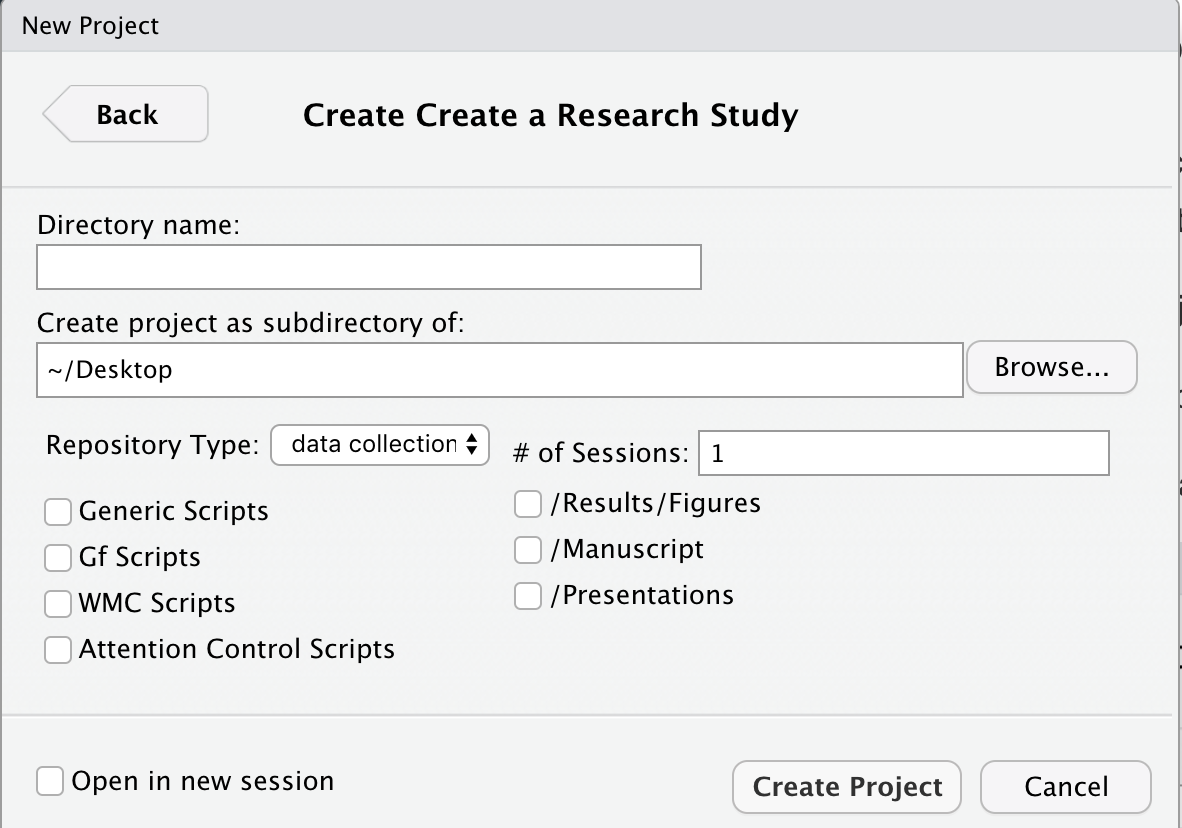 New Project
Back
Create Create a Research Study
Directory name:
Create project as subdirectory of:
~/Desktop
Browse...
Repository Type: data collection
# of Sessions: 1
Generic Scripts
Gf Scripts
WMC Scripts
Attention Control Scripts
/Results/Figures
/Manuscript
/Presentations
Open in new session
Create Project
Cancel